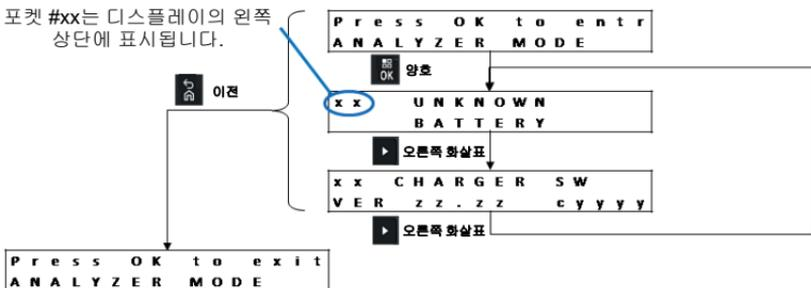 포켓 #xx는 디스플레이의 왼쪽
상단에 표시됩니다.
Press OK to entr
ANALYZER MODE
OK 양호
이전
xx UNKNOWN
BATTERY
오른쪽 화살표
xx CHARGER SW
VER zz.zz cyyyy
오른쪽 화살표
Press OK to exit
ANALYZER MODE